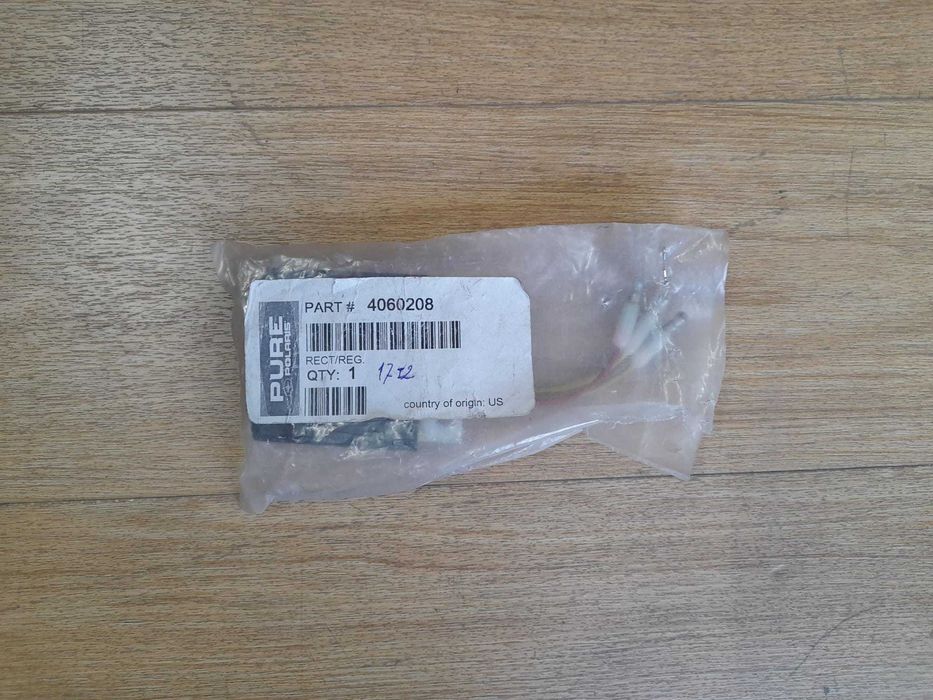 PURE
POLARIS
PART # 4060208
RECT/REG.
QTY: 1
country of origin: US